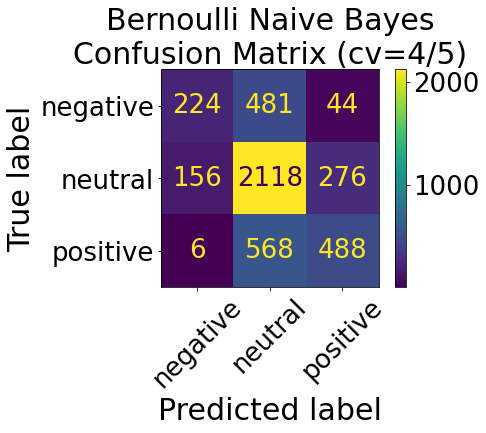 Bernoulli Naive Bayes
Confusion Matrix (cv=4/5)
True label
negative 224 481 44
neutral 156 2118 276
positive 6 568 488
negative neutral positive
Predicted label
2000
1000